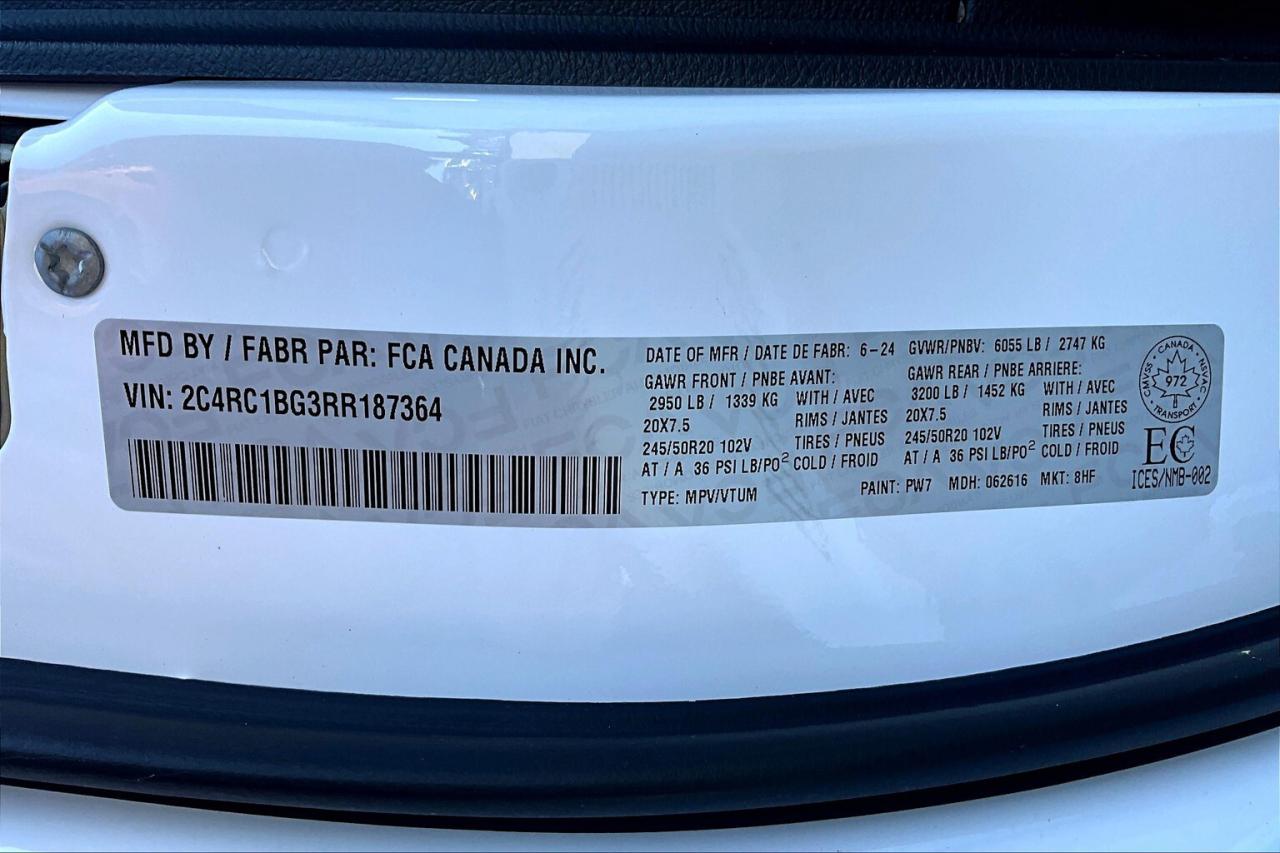 MFD BY / FABR PAR: FCA CANADA INC.
VIN: 2C4RC1BG3RR187364
DATE OF MFR / DATE DE FABR: 6-24
GAWR FRONT / PNBE AVANT:
2950 LB / 1339 KG WITH / AVEC
20X7.5 RIMS / JANTES
245/50R20 102V TIRES / PNEUS
AT / A 36 PSI LB/PO² COLD / FROID
TYPE: MPV/VTUM
GVWR/PNBV: 6055 LB / 2747 KG
GAWR REAR / PNBE ARRIERE:
3200 LB / 1452 KG WITH / AVEC
20X7.5 RIMS / JANTES
245/50R20 102V TIRES / PNEUS
AT / A 36 PSI LB/PO² COLD / FROID
PAINT: PW7 MDH: 062616 MKT: 8HF
CANADA
CMVSS 972 NSVAC
TRANSPORT
EC
ICES/NMB-002